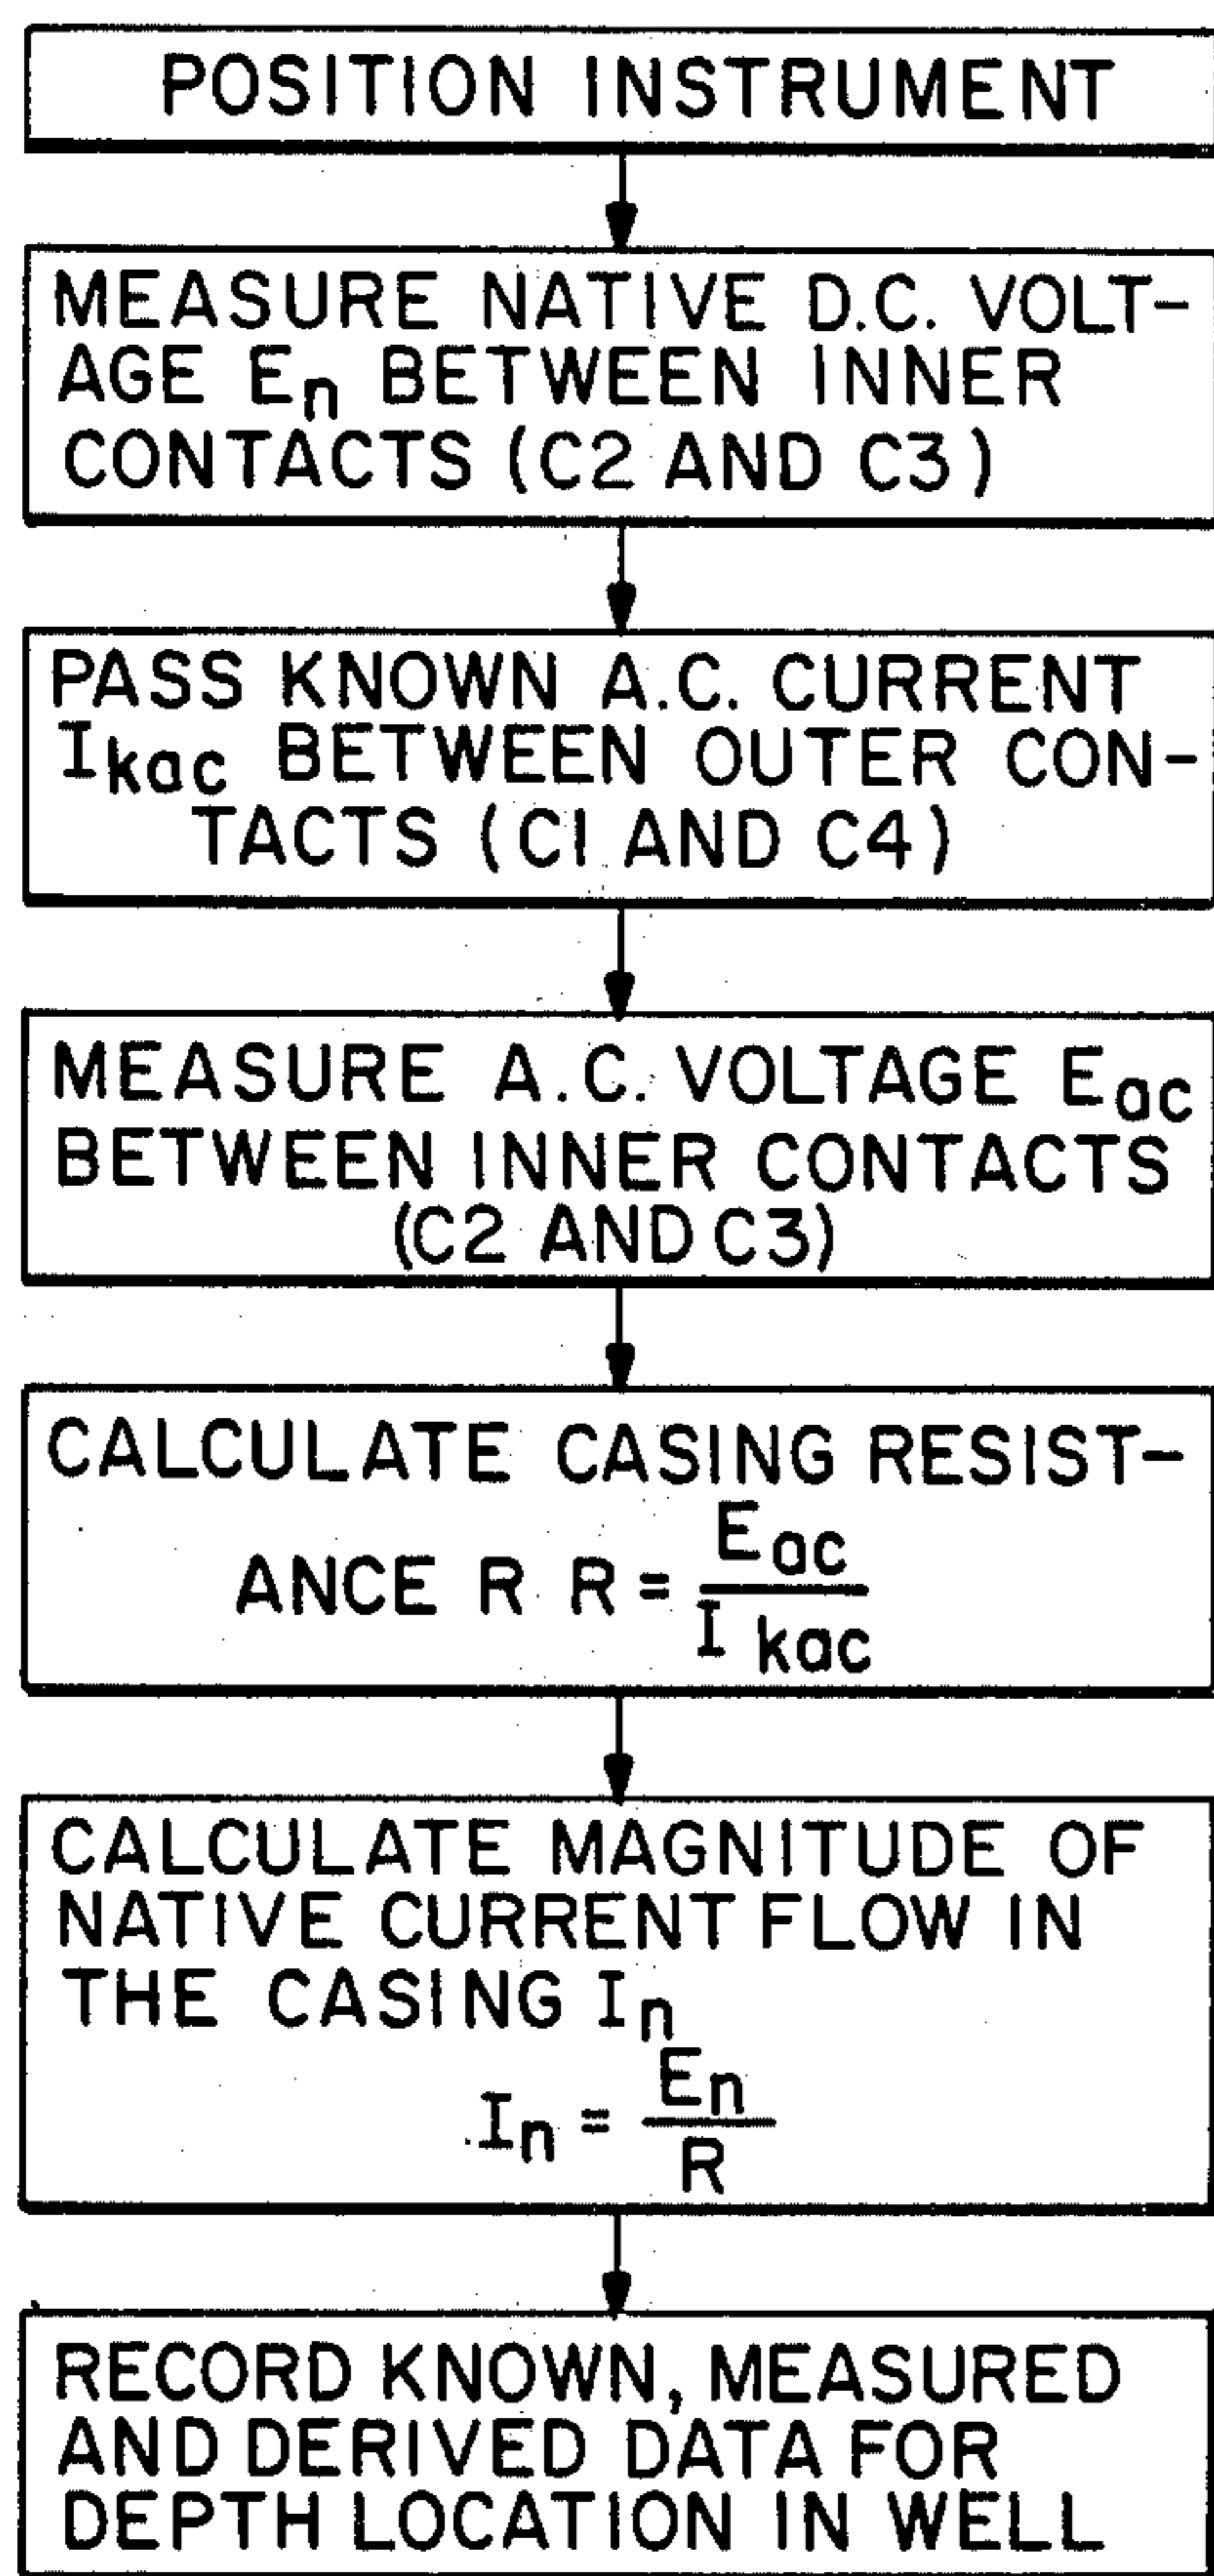 POSITION INSTRUMENT
MEASURE NATIVE D.C. VOLT-
AGE En BETWEEN INNER
CONTACTS (C2 AND C3)
PASS KNOWN A.C. CURRENT
Ikac BETWEEN OUTER CON-
TACTS (C1 AND C4)
MEASURE A.C. VOLTAGE Eac
BETWEEN INNER CONTACTS
(C2 AND C3)
CALCULATE CASING RESIST-
ANCE R R = Eac / Ikac
CALCULATE MAGNITUDE OF
NATIVE CURRENT FLOW IN
THE CASING In
In = En / R
RECORD KNOWN, MEASURED
AND DERIVED DATA FOR
DEPTH LOCATION IN WELL